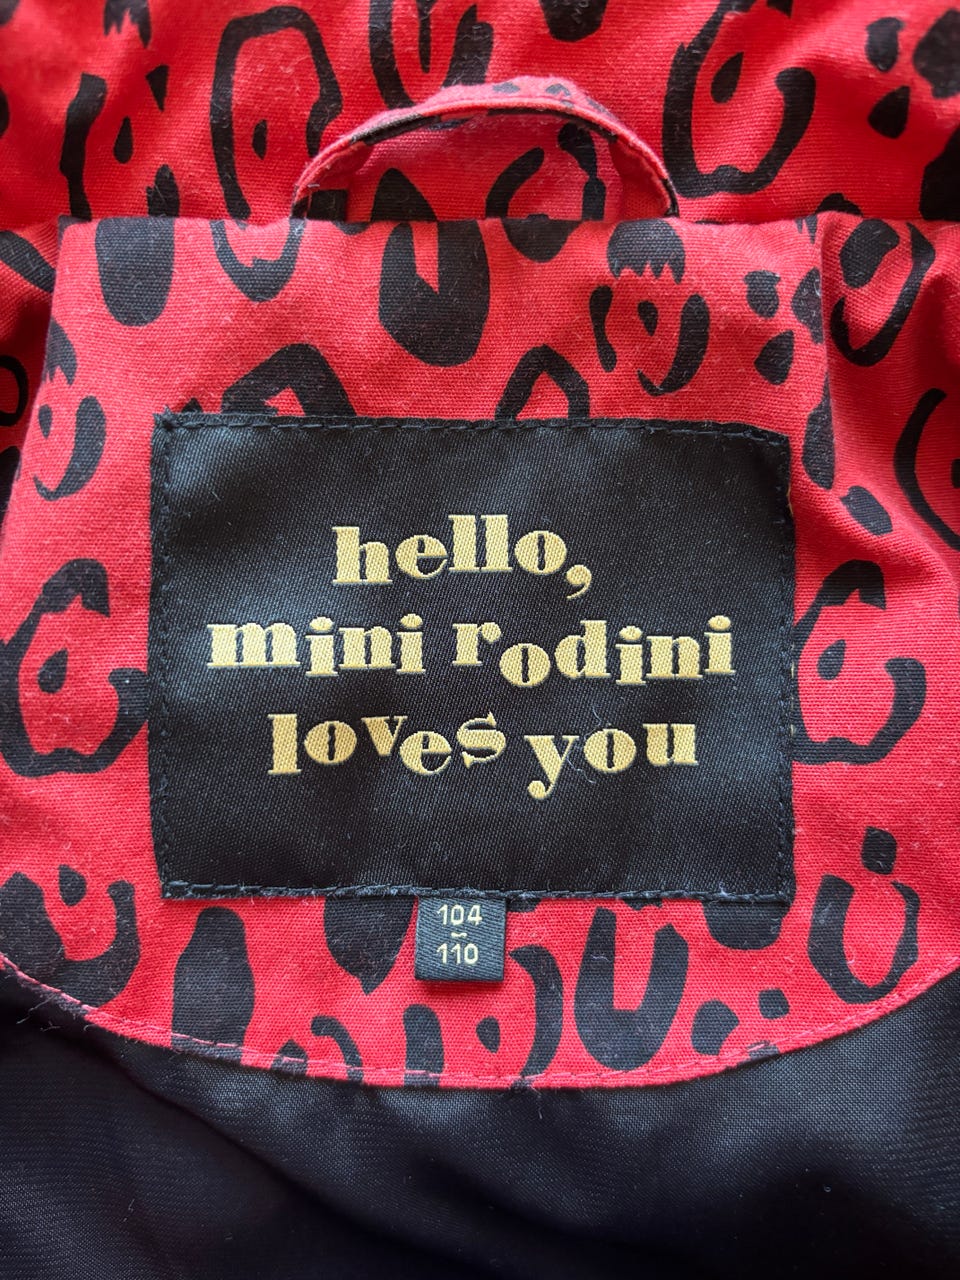 hello,
mini rodini
loves you
104
–
110